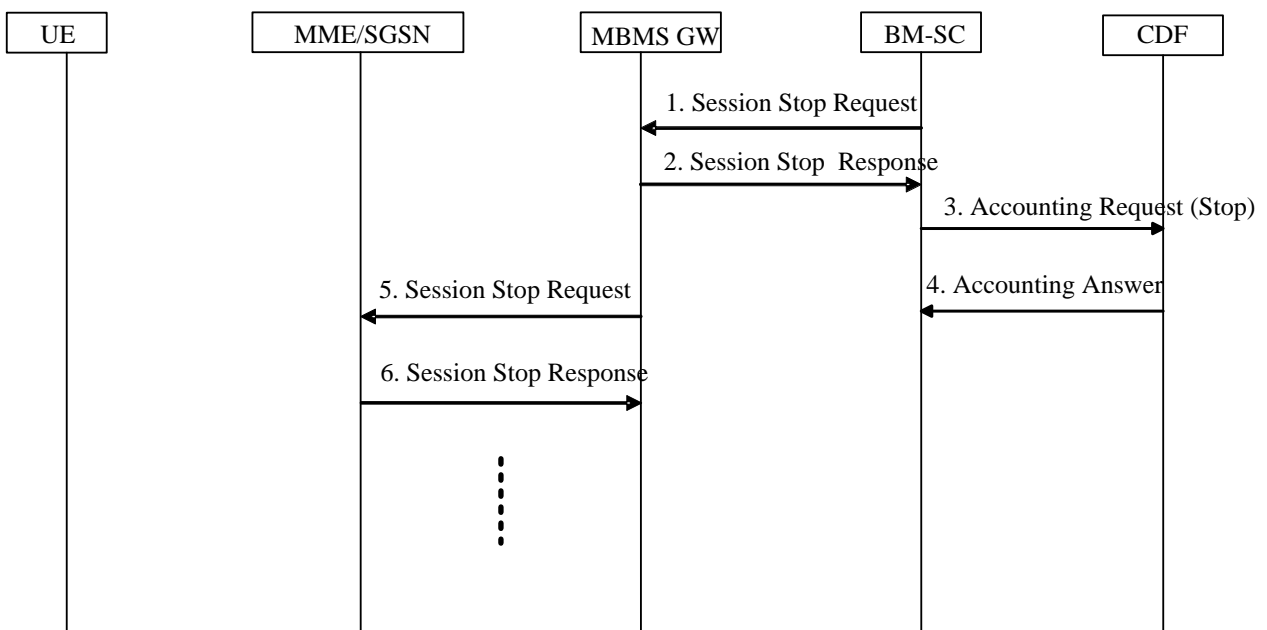 UE
MME/SGSN
MBMS GW
BM-SC
CDF
1. Session Stop Request
2. Session Stop Response
3. Accounting Request (Stop)
4. Accounting Answer
5. Session Stop Request
6. Session Stop Response